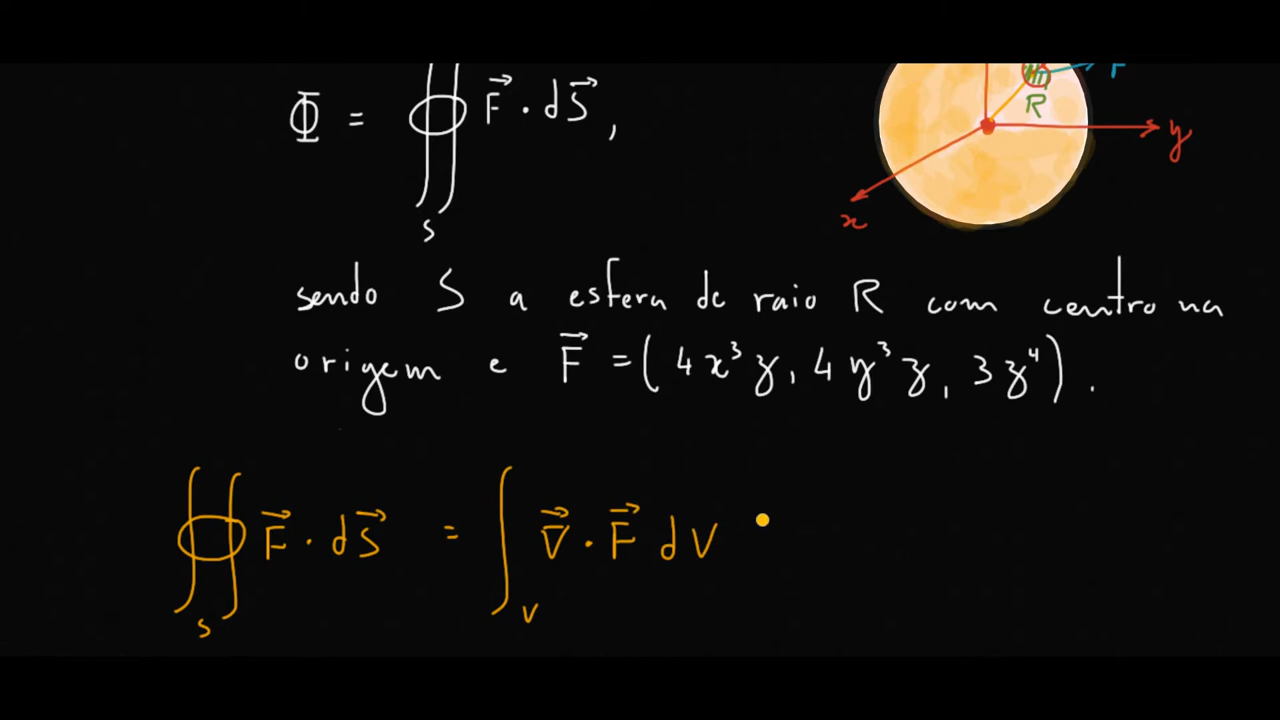 Φ = ∯_S F⃗ · dS⃗ ,
F
R
y
x
sendo S a esfera de raio R com centro na
origem e F⃗ = (4x³z, 4y³z, 3z⁴).
∯_S F⃗ · dS⃗ = ∫_V ∇⃗ · F⃗ dV